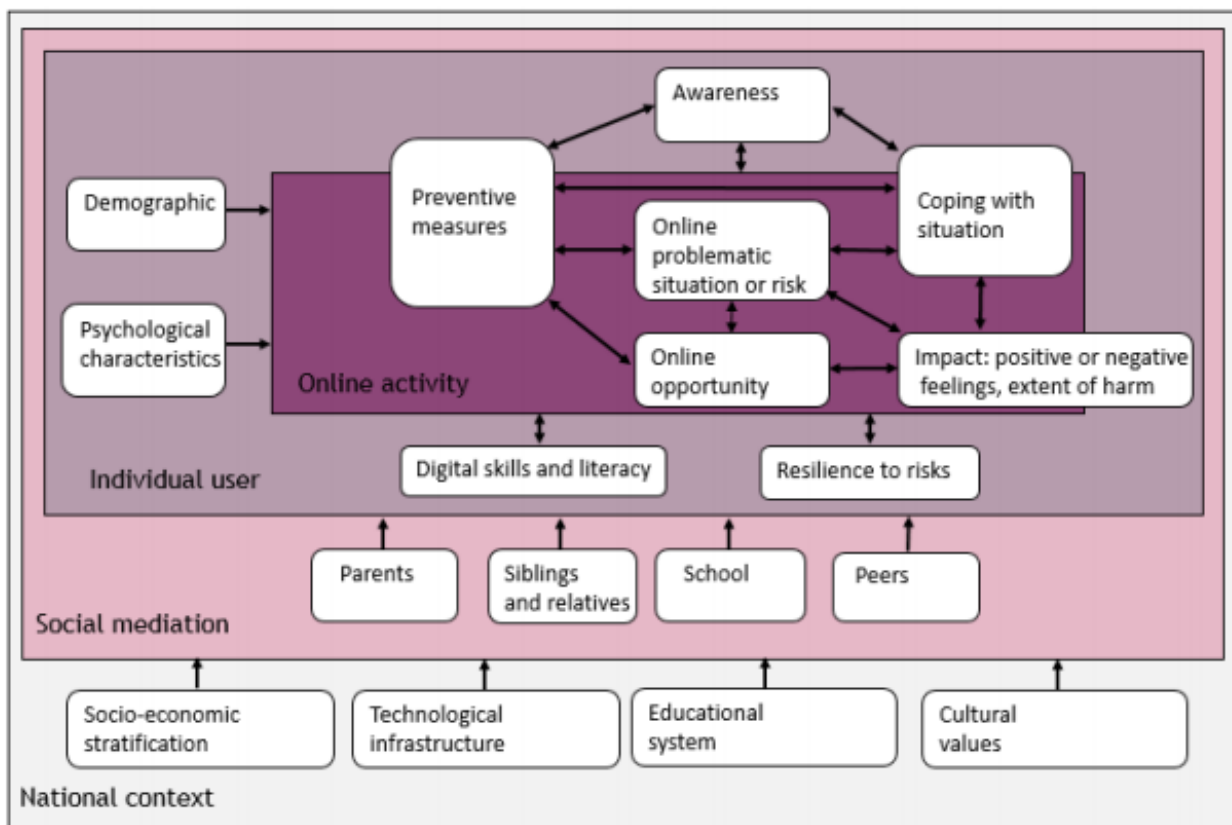 Awareness
Demographic
Preventive
measures
Coping with
situation
Online
problematic
situation or risk
Psychological
characteristics
Online
opportunity
Impact: positive or negative
feelings, extent of harm
Online activity
Digital skills and literacy
Resilience to risks
Individual user
Parents
Siblings
and relatives
School
Peers
Social mediation
Socio-economic
stratification
Technological
infrastructure
Educational
system
Cultural
values
National context